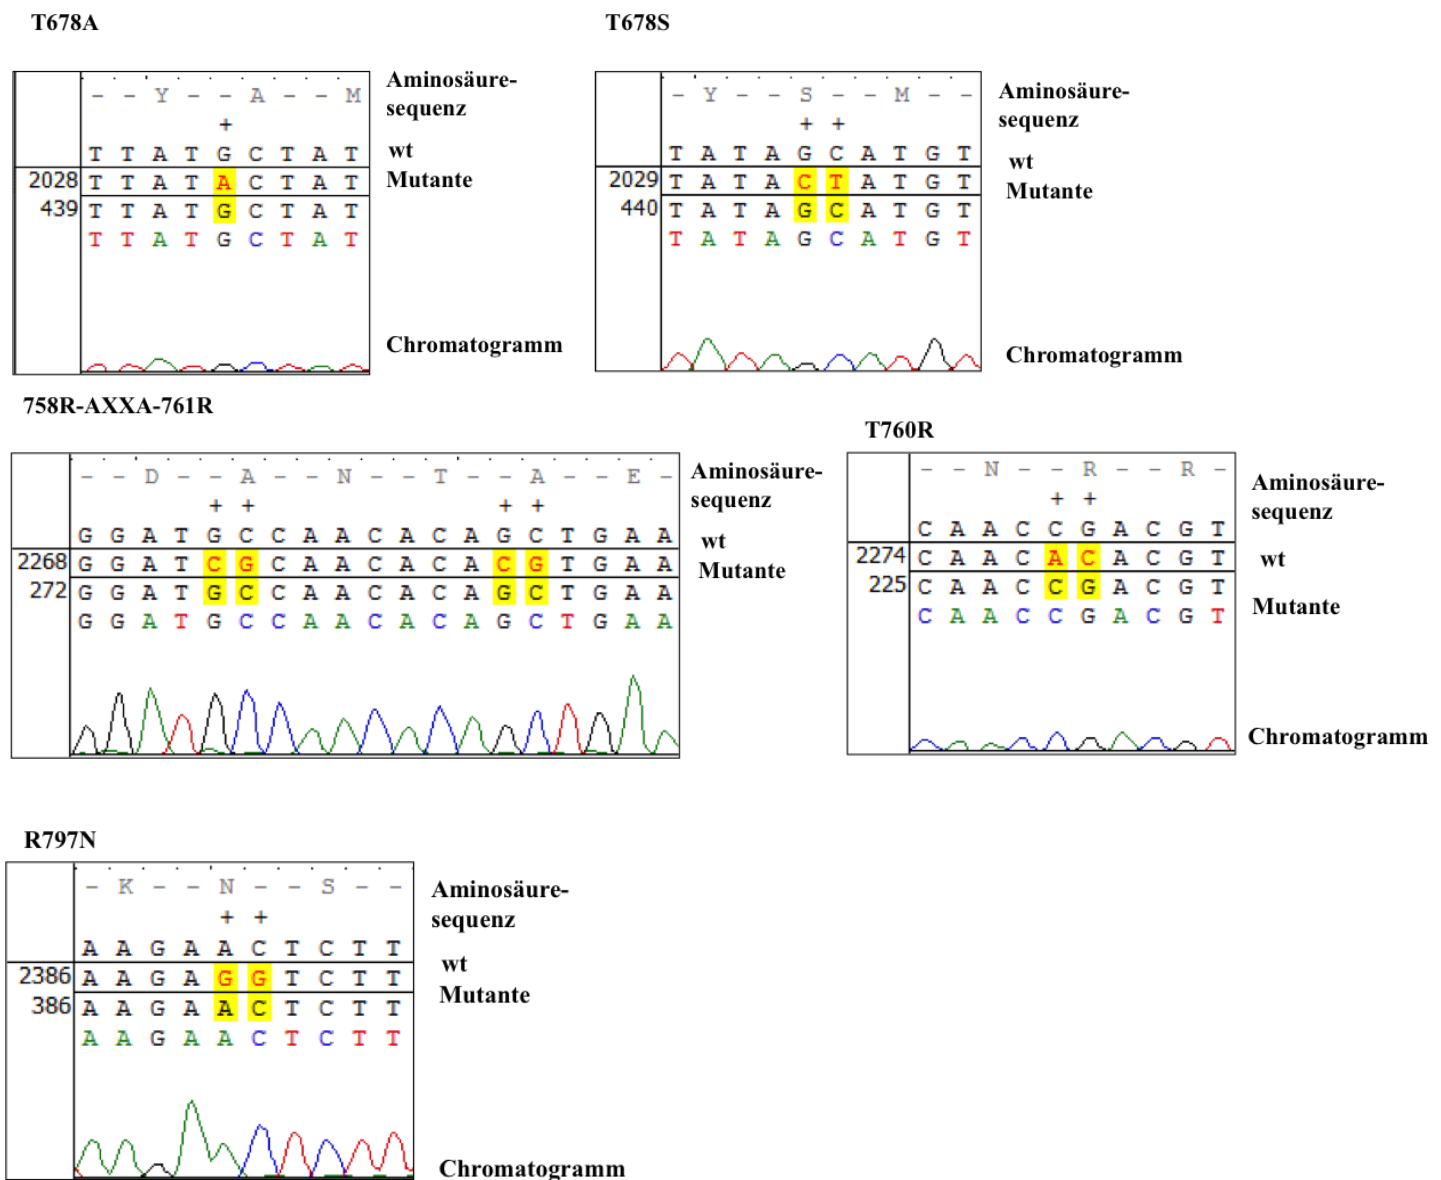 T678A
- - Y - - A - - M
+
T T A T G C T A T
2028 T T A T A C T A T
439 T T A T G C T A T
T T A T G C T A T
Aminosäure-
sequenz
wt
Mutante
Chromatogramm
T678S
- Y - - S - - M - -
+ +
T A T A G C A T G T
2029 T A T A C T A T G T
440 T A T A G C A T G T
T A T A G C A T G T
Aminosäure-
sequenz
wt
Mutante
Chromatogramm
758R-AXXA-761R
- - D - - A - - N - - T - - A - - E -
+ + + +
G G A T G C C A A C A C A G C T G A A
2268 G G A T C G C A A C A C A C G T G A A
272 G G A T G C C A A C A C A G C T G A A
G G A T G C C A A C A C A G C T G A A
Aminosäure-
sequenz
wt
Mutante
T760R
- - N - - R - - R -
+ +
C A A C C G A C G T
2274 C A A C A C A C G T
225 C A A C C G A C G T
C A A C C G A C G T
Aminosäure-
sequenz
wt
Mutante
Chromatogramm
R797N
- K - - N - - S - -
+ +
A A G A A C T C T T
2386 A A G A G G T C T T
386 A A G A A C T C T T
A A G A A C T C T T
Aminosäure-
sequenz
wt
Mutante
Chromatogramm